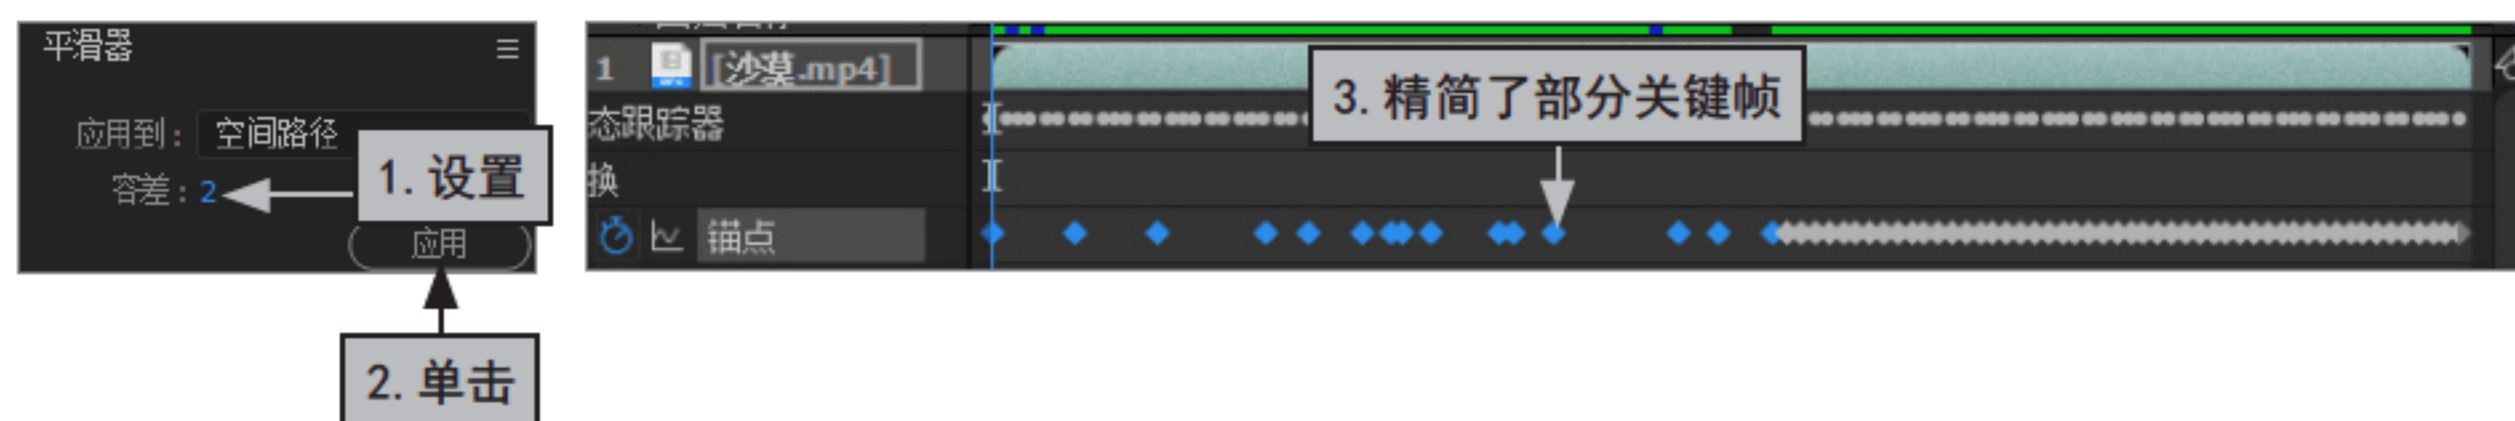 平滑器
应用到： 空间路径
容差：2
1.设置
应用
2.单击
1 [沙漠.mp4]
态跟踪器
换
锚点
3.精简了部分关键帧